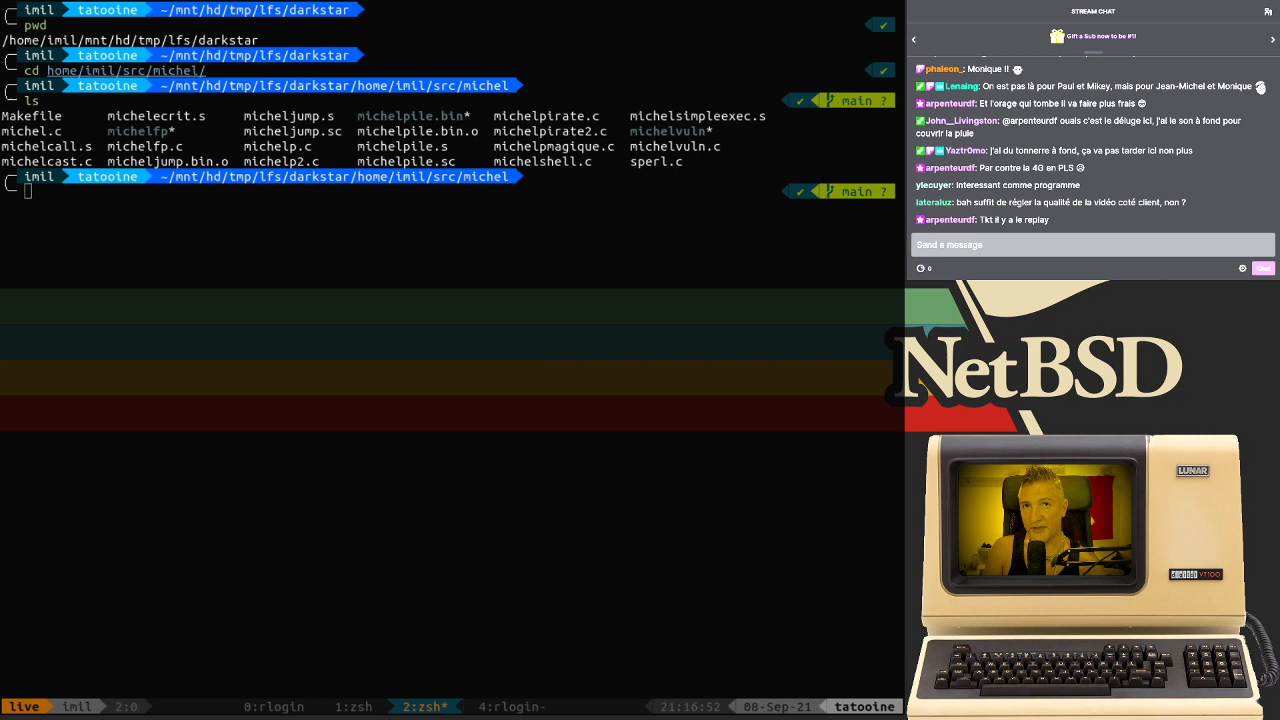 imil tatooine ~/mnt/hd/tmp/lfs/darkstar
pwd ✔
/home/imil/mnt/hd/tmp/lfs/darkstar
imil tatooine ~/mnt/hd/tmp/lfs/darkstar
cd home/imil/src/michel/ ✔
imil tatooine ~/mnt/hd/tmp/lfs/darkstar/home/imil/src/michel
ls ✔ main ?
Makefile michelecrit.s micheljump.s michelpile.bin* michelpirate.c michelsimpleexec.s
michel.c michelfp* micheljump.sc michelpile.bin.o michelpirate2.c michelvuln*
michelcall.s michelfp.c michelp.c michelpile.s michelpmagique.c michelvuln.c
michelcast.c micheljump.bin.o michelp2.c michelpile.sc michelshell.c sperl.c
imil tatooine ~/mnt/hd/tmp/lfs/darkstar/home/imil/src/michel
✔ main ?
live imil 2:0 0:rlogin 1:zsh 2:zsh* 4:rlogin- 21:16:52 08-Sep-21 tatooine
STREAM CHAT
Gift a Sub now to be #1!
phaleon_: Monique !!
Lenaing: On est pas là pour Paul et Mikey, mais pour Jean-Michel et Monique
arpenteurdf: Et l'orage qui tombe il va faire plus frais 😎
John__Livingston: @arpenteurdf ouais c'est le déluge ici, j'ai le son à fond pour
couvrir la pluie
Yaztr0mo: j'ai du tonnerre à fond, ça va pas tarder ici non plus
arpenteurdf: Par contre la 4G en PLS 😥
ylecuyer: Interessant comme programme
lateraluz: bah suffit de régler la qualité de la vidéo coté client, non ?
arpenteurdf: Tkt il y a le replay
Send a message
0 Chat
NetBSD
LUNAR
digital VT100